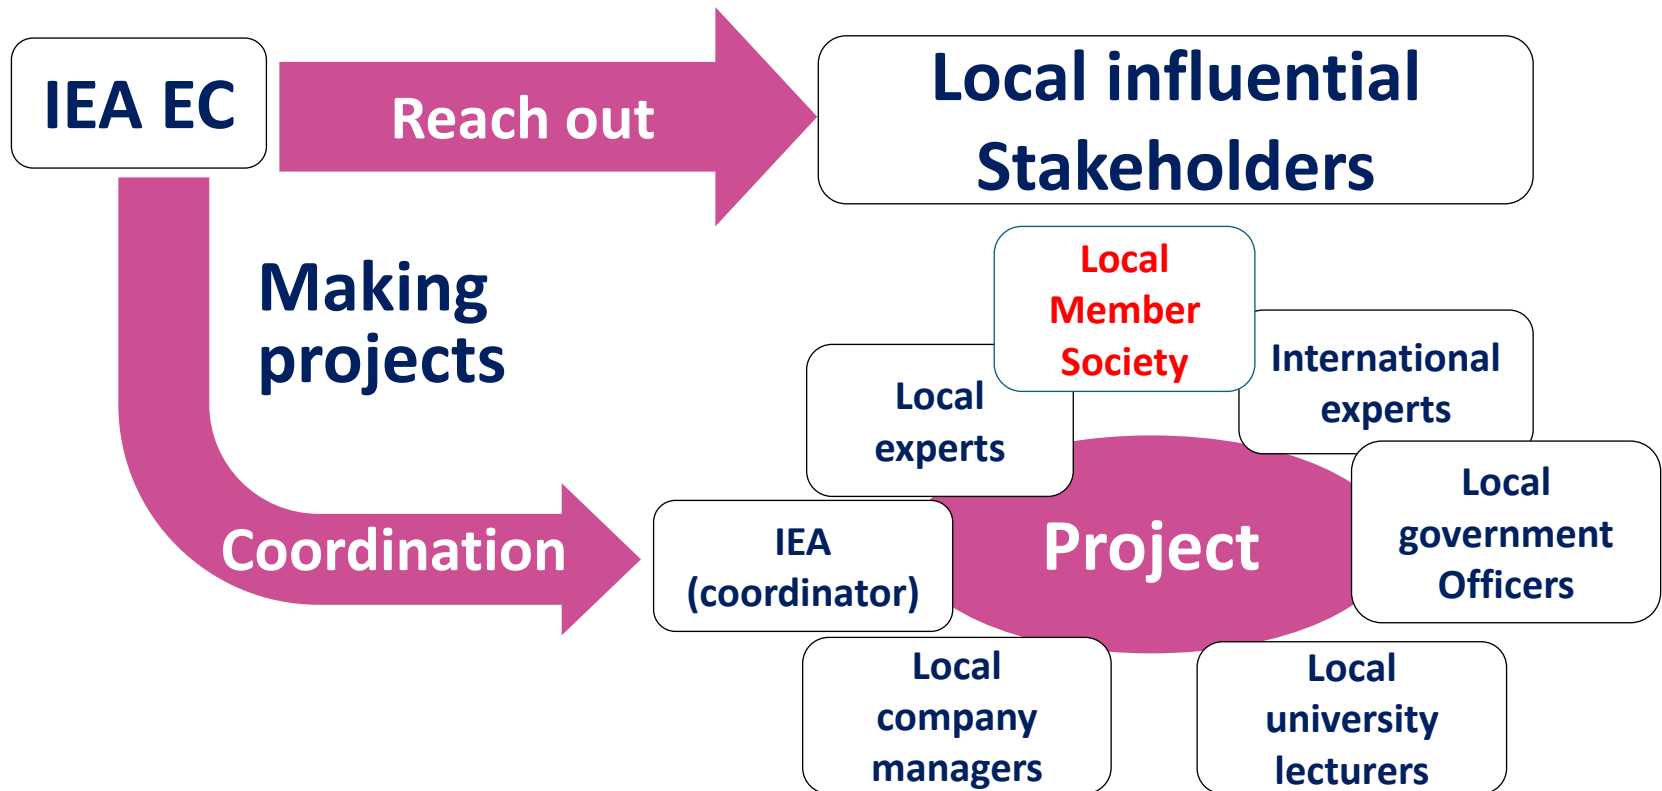 IEA EC
Reach out
Local influential
Stakeholders
Making
projects
Local
Member
Society
International
experts
Local
experts
Local
government
Officers
Coordination
IEA
(coordinator)
Project
Local
company
managers
Local
university
lecturers